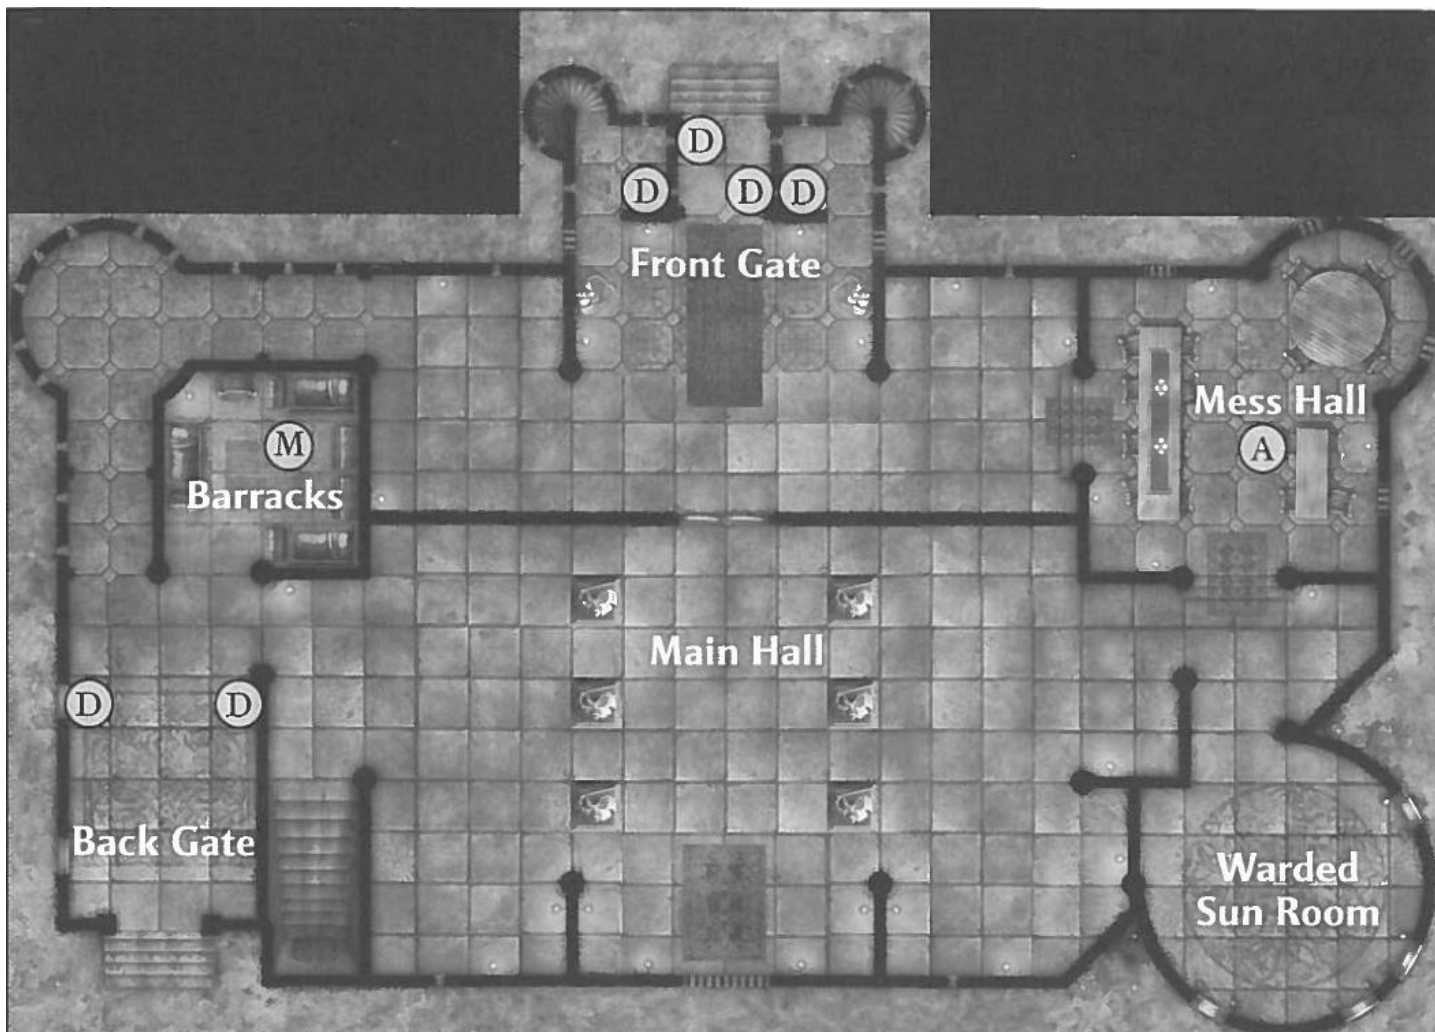 D
D
D
D
Front Gate
Mess Hall
M
A
Barracks
Main Hall
D
D
Back Gate
Warded
Sun Room